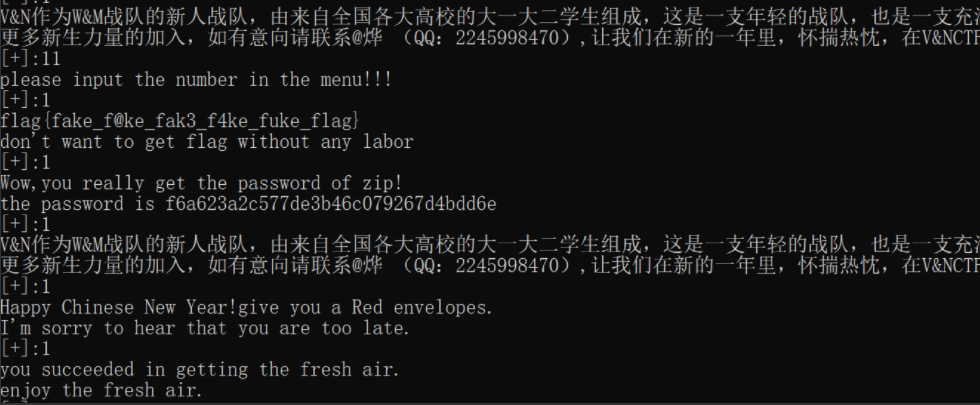 [+]:1
V&N作为W&M战队的新人战队，由来自全国各大高校的大一大二学生组成，这是一支年轻的战队，也是一支充
更多新生力量的加入，如有意向请联系@烨 （QQ：2245998470）,让我们在新的一年里，怀揣热忱，在V&NCTF
[+]:11
please input the number in the menu!!!
[+]:1
flag{fake_f@ke_fak3_f4ke_fuke_flag}
don't want to get flag without any labor
[+]:1
Wow,you really get the password of zip!
the password is f6a623a2c577de3b46c079267d4bdd6e
[+]:1
V&N作为W&M战队的新人战队，由来自全国各大高校的大一大二学生组成，这是一支年轻的战队，也是一支充
更多新生力量的加入，如有意向请联系@烨 （QQ：2245998470）,让我们在新的一年里，怀揣热忱，在V&NCTF
[+]:1
Happy Chinese New Year!give you a Red envelopes.
I'm sorry to hear that you are too late.
[+]:1
you succeeded in getting the fresh air.
enjoy the fresh air.